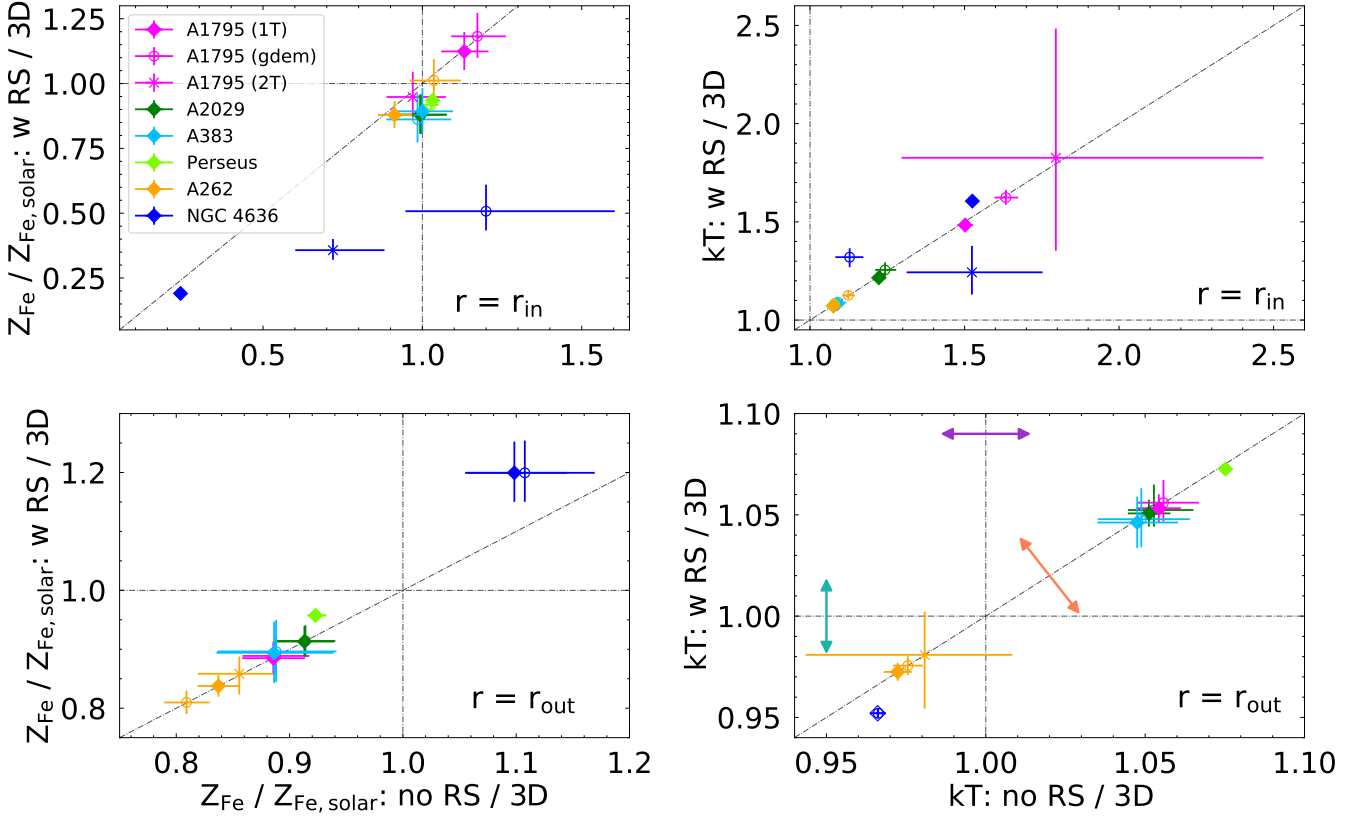 Z_Fe / Z_Fe, solar: w RS / 3D
1.25
1.00
0.75
0.50
0.25
A1795 (1T)
A1795 (gdem)
A1795 (2T)
A2029
A383
Perseus
A262
NGC 4636
r = r_in
0.5 1.0 1.5
kT: w RS / 3D
2.5
2.0
1.5
1.0
r = r_in
1.0 1.5 2.0 2.5
Z_Fe / Z_Fe, solar: w RS / 3D
1.2
1.0
0.8
r = r_out
0.8 0.9 1.0 1.1 1.2
Z_Fe / Z_Fe, solar: no RS / 3D
kT: w RS / 3D
1.10
1.05
1.00
0.95
r = r_out
0.95 1.00 1.05 1.10
kT: no RS / 3D